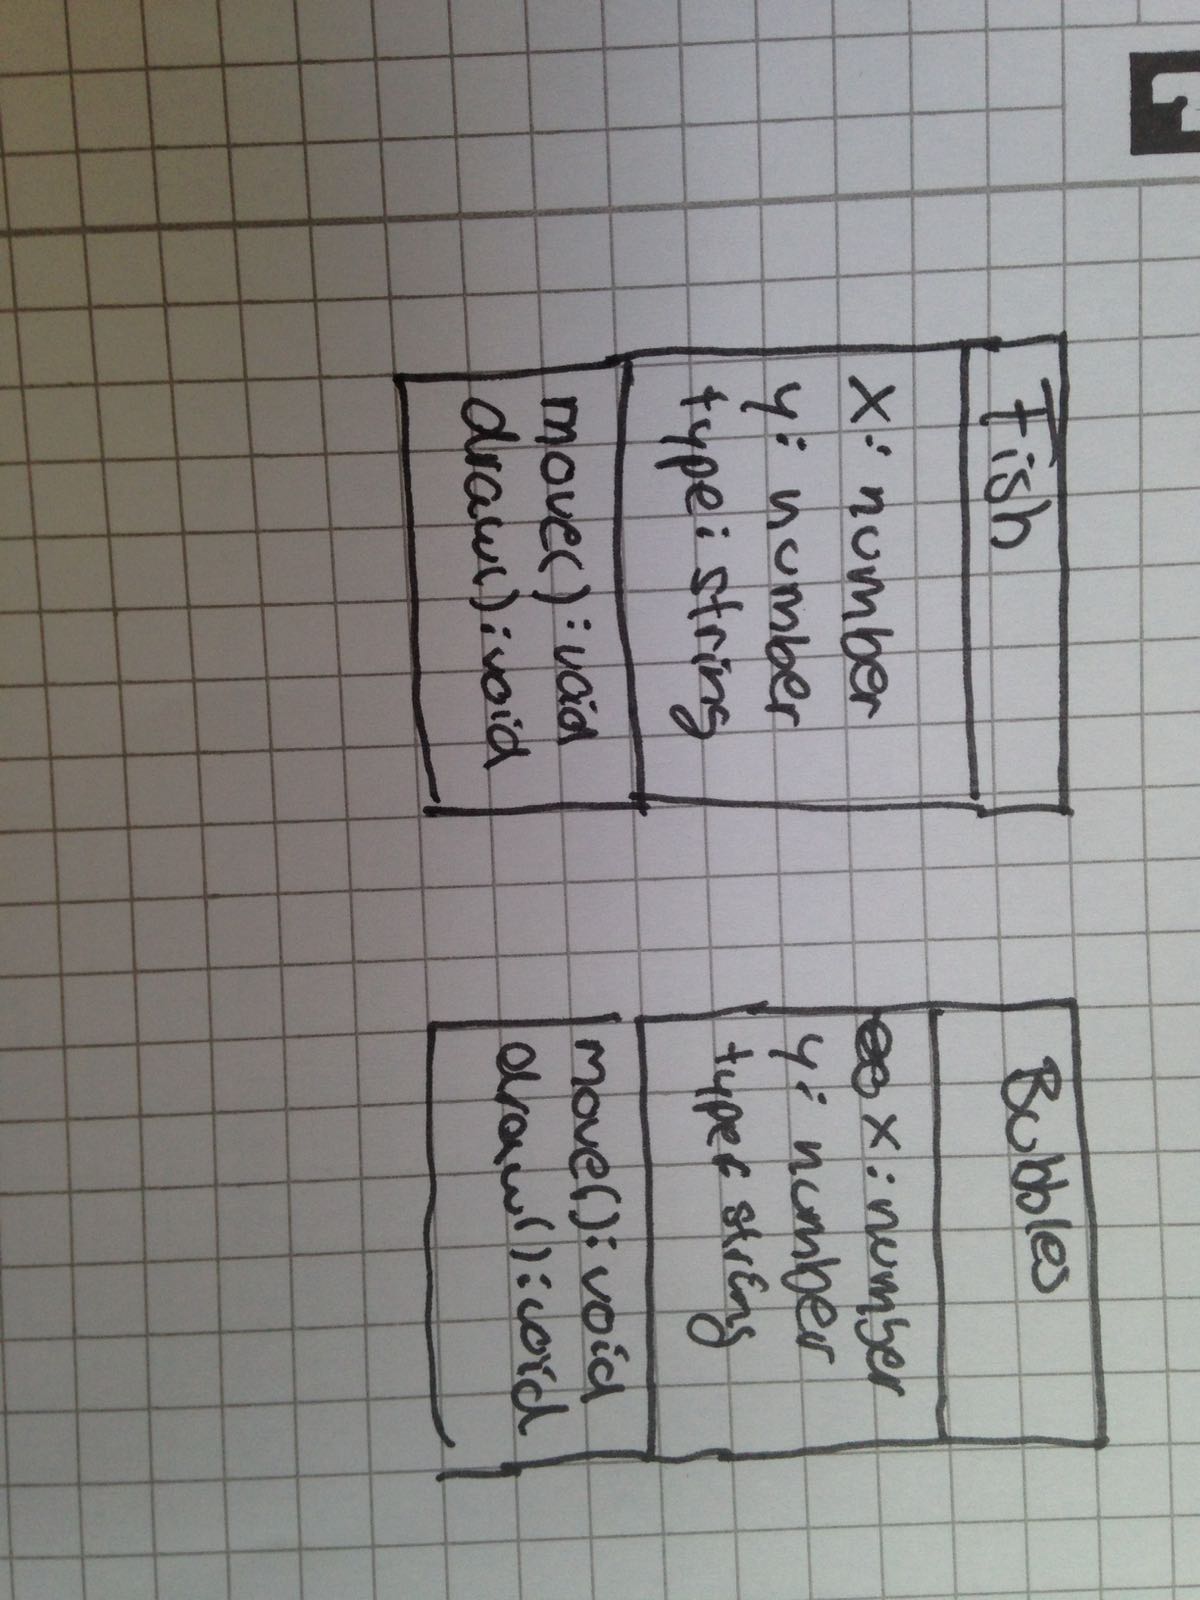 Fish
x: number
y: number
type: string
move(): void
draw(): void
Bubbles
x: number
y: number
type: string
move(): void
draw(): void